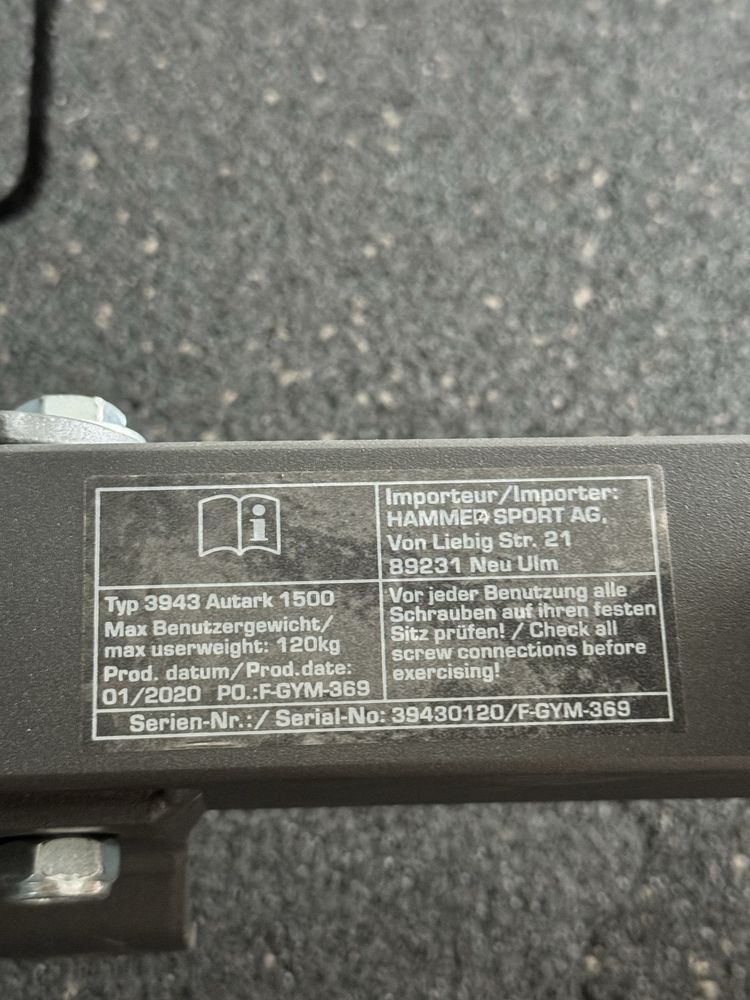 Importeur/Importer:
HAMMER SPORT AG.
Von Liebig Str. 21
89231 Neu Ulm
Typ 3943 Autark 1500
Max Benutzergewicht/
max userweight: 120kg
Prod. datum/Prod.date:
01/2020 PO.:F-GYM-369
Vor jeder Benutzung alle
Schrauben auf ihren festen
Sitz prüfen! / Check all
screw connections before
exercising!
Serien-Nr.:/ Serial-No: 39430120/F-GYM-369